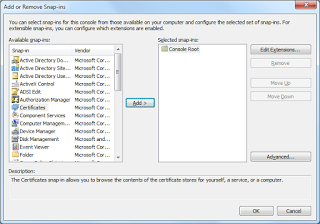 Add or Remove Snap-ins
You can select snap-ins for this console from those available on your computer and configure the selected set of snap-ins. For
extensible snap-ins, you can configure which extensions are enabled.
Available snap-ins:
Selected snap-ins:
Snap-in Vendor
Active Directory Do... Microsoft Cor...
Active Directory Site... Microsoft Cor...
Active Directory Use... Microsoft Cor...
ActiveX Control Microsoft Cor...
ADSI Edit Microsoft Cor...
Authorization Manager Microsoft Cor...
Certificates Microsoft Cor...
Component Services Microsoft Cor...
Computer Managem... Microsoft Cor...
Device Manager Microsoft Cor...
Disk Management Microsoft and...
Event Viewer Microsoft Cor...
Folder Microsoft Cor...
Add >
Console Root
Edit Extensions...
Remove
Move Up
Move Down
Advanced...
Description:
The Certificates snap-in allows you to browse the contents of the certificate stores for yourself, a service, or a computer.
OK
Cancel